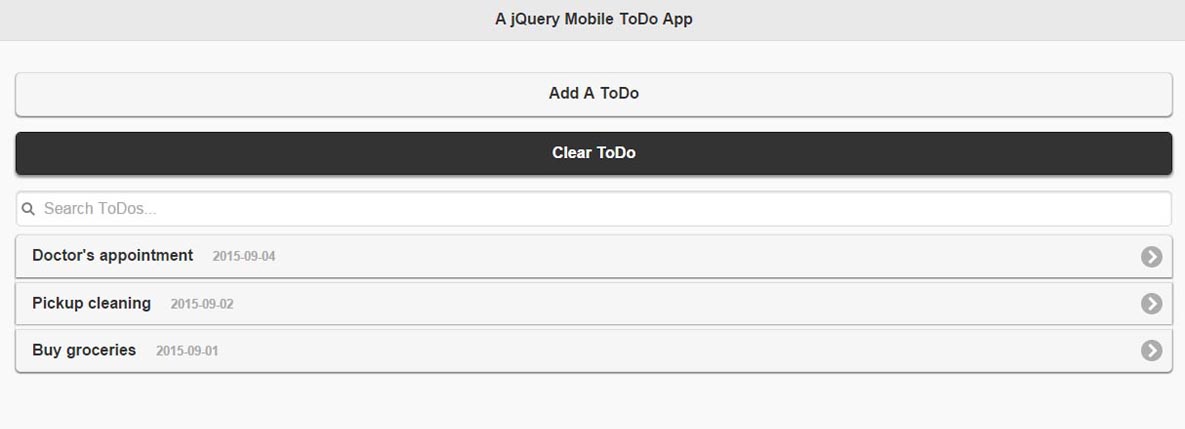 A jQuery Mobile ToDo App
Add A ToDo
Clear ToDo
Search ToDos...
Doctor's appointment 2015-09-04
Pickup cleaning 2015-09-02
Buy groceries 2015-09-01